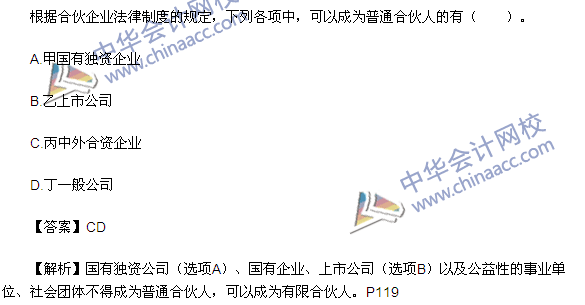 根据合伙企业法律制度的规定，下列各项中，可以成为普通合伙人的有（　　）。
A.甲国有独资企业
中华会计网校
www.chinaacc.com
B.乙上市公司
C.丙中外合资企业
D.丁一般公司
中华会计网校
www.chinaacc.com
【答案】CD
【解析】国有独资公司（选项A）、国有企业、上市公司（选项B）以及公益性的事业单
位、社会团体不得成为普通合伙人，可以成为有限合伙人。P119